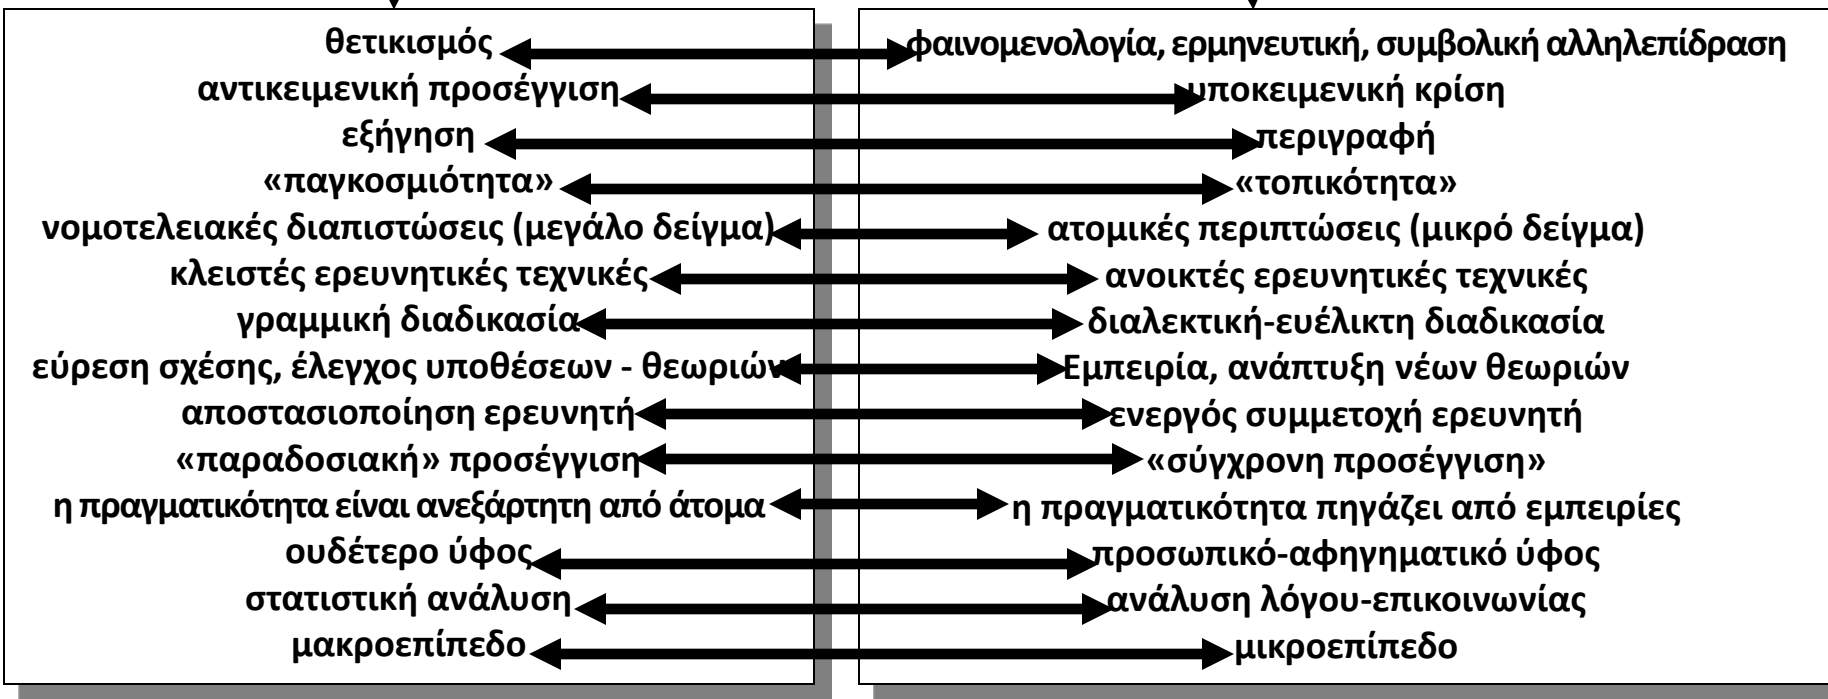 θετικισμός φαινομενολογία, ερμηνευτική, συμβολική αλληλεπίδραση
αντικειμενική προσέγγιση υποκειμενική κρίση
εξήγηση περιγραφή
«παγκοσμιότητα» «τοπικότητα»
νομοτελειακές διαπιστώσεις (μεγάλο δείγμα) ατομικές περιπτώσεις (μικρό δείγμα)
κλειστές ερευνητικές τεχνικές ανοικτές ερευνητικές τεχνικές
γραμμική διαδικασία διαλεκτική-ευέλικτη διαδικασία
εύρεση σχέσης, έλεγχος υποθέσεων - θεωριών Εμπειρία, ανάπτυξη νέων θεωριών
αποστασιοποίηση ερευνητή ενεργός συμμετοχή ερευνητή
«παραδοσιακή» προσέγγιση «σύγχρονη προσέγγιση»
η πραγματικότητα είναι ανεξάρτητη από άτομα η πραγματικότητα πηγάζει από εμπειρίες
ουδέτερο ύφος προσωπικό-αφηγηματικό ύφος
στατιστική ανάλυση ανάλυση λόγου-επικοινωνίας
μακροεπίπεδο μικροεπίπεδο